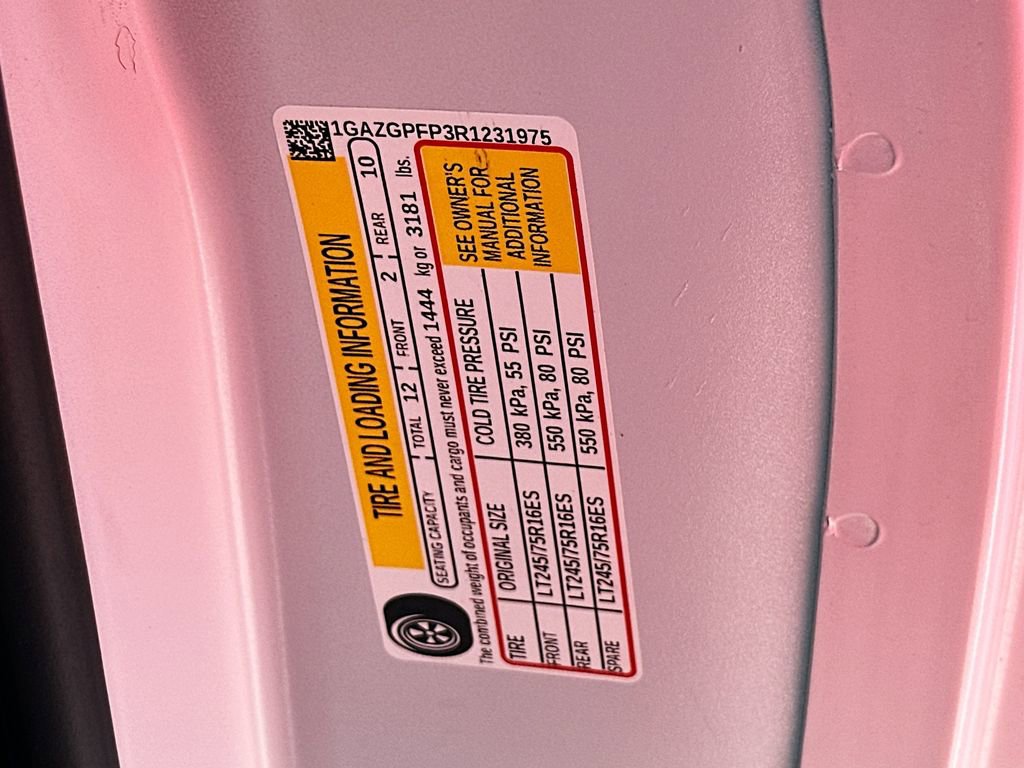 1GAZGPFP3R1231975
TIRE AND LOADING INFORMATION
SEATING CAPACITY TOTAL 12 FRONT 2 REAR 10
The combined weight of occupants and cargo must never exceed 1444 kg or 3181 lbs.
TIRE ORIGINAL SIZE COLD TIRE PRESSURE
FRONT LT245/75R16ES 380 kPa, 55 PSI
REAR LT245/75R16ES 550 kPa, 80 PSI
SPARE LT245/75R16ES 550 kPa, 80 PSI
SEE OWNER'S
MANUAL FOR
ADDITIONAL
INFORMATION